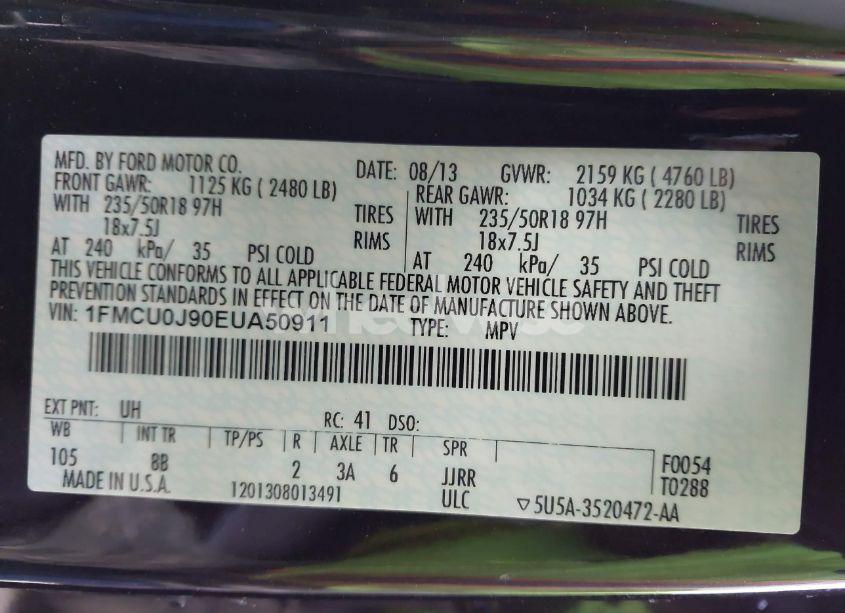 MFD. BY FORD MOTOR CO. DATE: 08/13 GVWR: 2159 KG ( 4760 LB)
FRONT GAWR: 1125 KG ( 2480 LB) REAR GAWR: 1034 KG ( 2280 LB)
WITH 235/50R18 97H TIRES WITH 235/50R18 97H TIRES
18x7.5J RIMS 18x7.5J RIMS
AT 240 kPa/ 35 PSI COLD AT 240 kPa/ 35 PSI COLD
THIS VEHICLE CONFORMS TO ALL APPLICABLE FEDERAL MOTOR VEHICLE SAFETY AND THEFT
PREVENTION STANDARDS IN EFFECT ON THE DATE OF MANUFACTURE SHOWN ABOVE.
VIN: 1FMCU0J90EUA50911 TYPE: MPV
EXT PNT: UH RC: 41 DSO:
WB INT TR TP/PS R AXLE TR SPR
105 8B 2 3A 6 JJRR F0054
MADE IN U.S.A. 1201308013491 ULC T0288
▽5U5A-3520472-AA